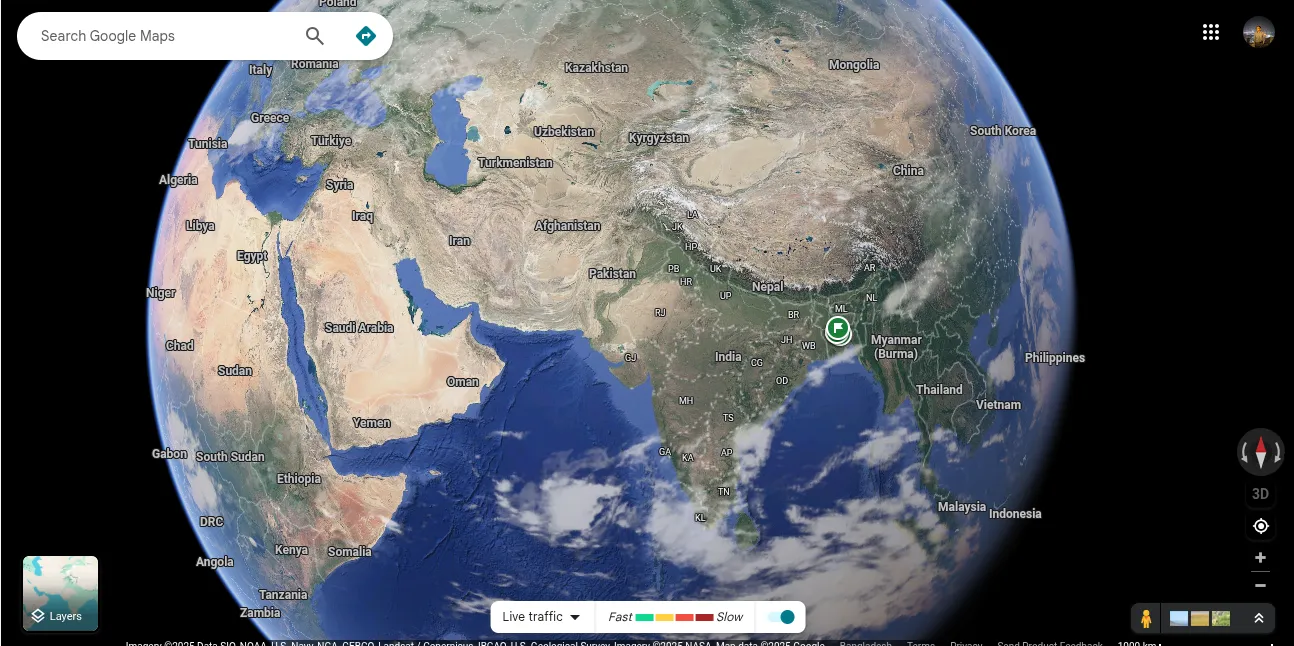 Poland
Search Google Maps
Italy
Romania
Kazakhstan
Mongolia
Greece
Türkiye
Uzbekistan
Kyrgyzstan
South Korea
Tunisia
Turkmenistan
China
Algeria
Syria
Libya
Iraq
LA
JK
Afghanistan
Iran
HP
Egypt
Pakistan
PB
UK
AR
HR
Nepal
Niger
UP
NL
ML
RJ
BR
Saudi Arabia
JH
WB
Myanmar
(Burma)
Chad
GJ
India
CG
Philippines
Sudan
Oman
OD
Thailand
MH
Vietnam
Yemen
TS
Gabon
South Sudan
GA
KA
AP
Ethiopia
TN
3D
Malaysia
Indonesia
KL
DRC
Kenya
Somalia
Angola
Tanzania
Zambia
Layers
Live traffic
Fast
Slow
Imagery ©2025 Data SIO, NOAA, U.S. Navy, NGA, GEBCO, Landsat / Copernicus, IBCAO, U.S. Geological Survey, Imagery ©2025 NASA, Map data ©2025 Google Bangladesh Terms Privacy Send Product Feedback 1000 km